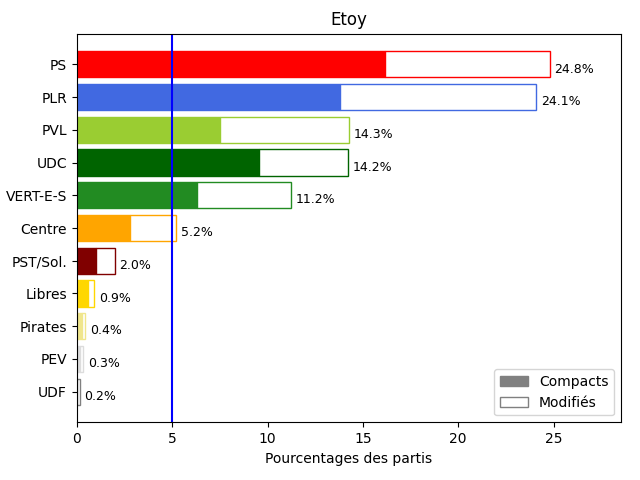 Etoy
PS 24.8%
PLR 24.1%
PVL 14.3%
UDC 14.2%
VERT-E-S 11.2%
Centre 5.2%
PST/Sol. 2.0%
Libres 0.9%
Pirates 0.4%
PEV 0.3%
UDF 0.2%
Compacts
Modifiés
0 5 10 15 20 25
Pourcentages des partis